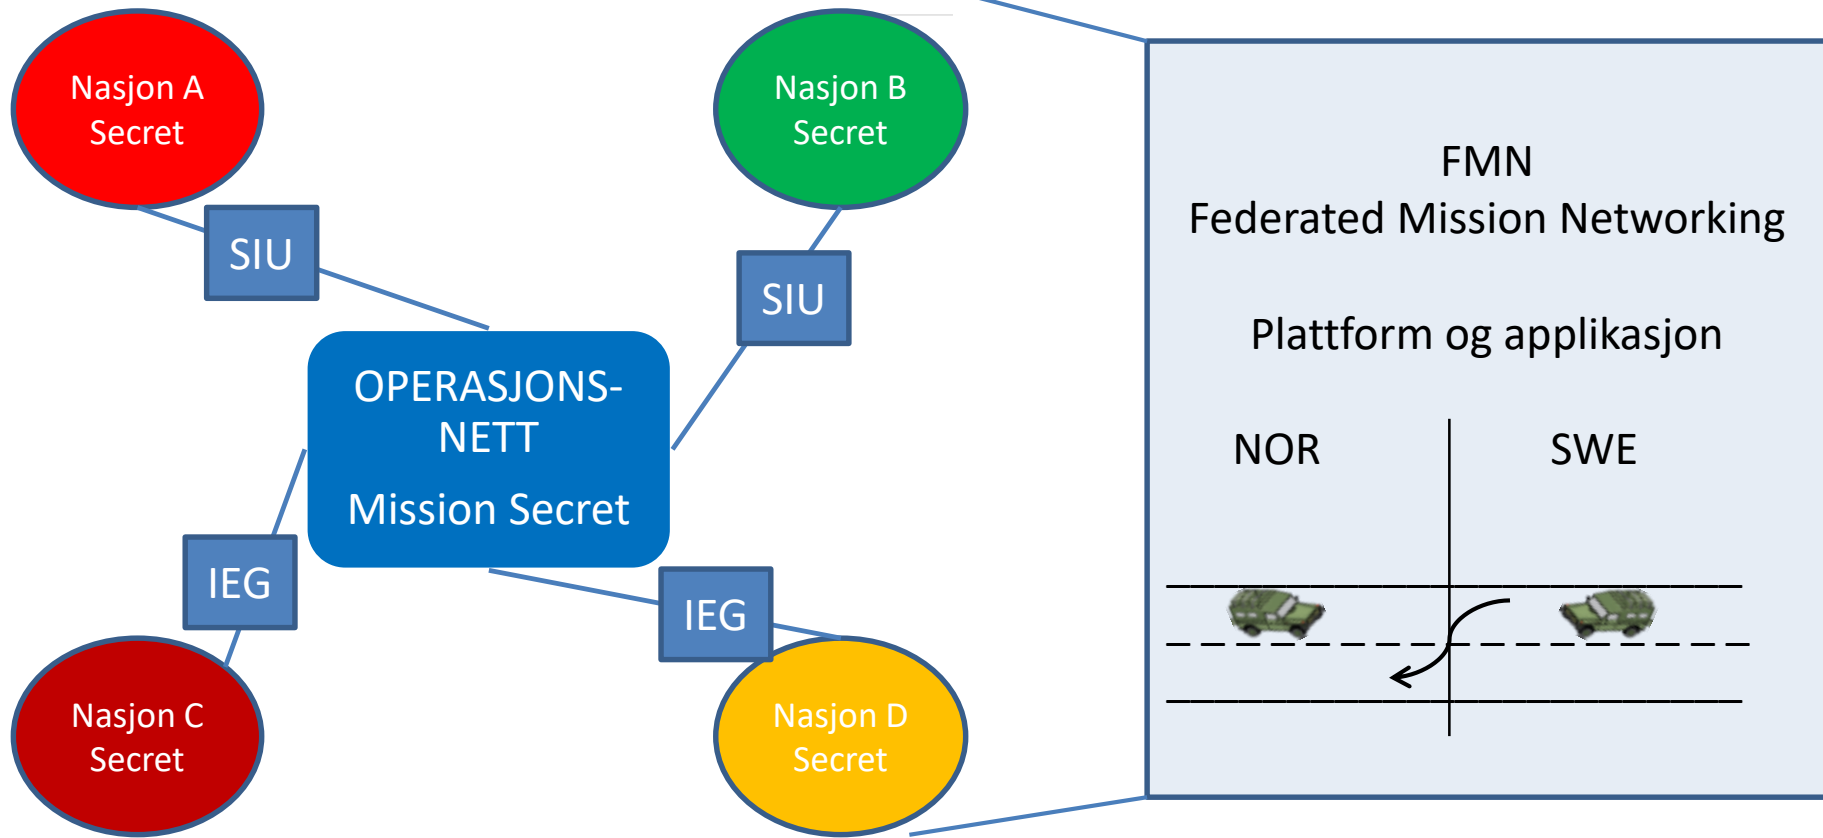 Nasjon A
Secret
Nasjon B
Secret
SIU
SIU
OPERASJONS-
NETT
Mission Secret
IEG
IEG
Nasjon C
Secret
Nasjon D
Secret
FMN
Federated Mission Networking
Plattform og applikasjon
NOR
SWE